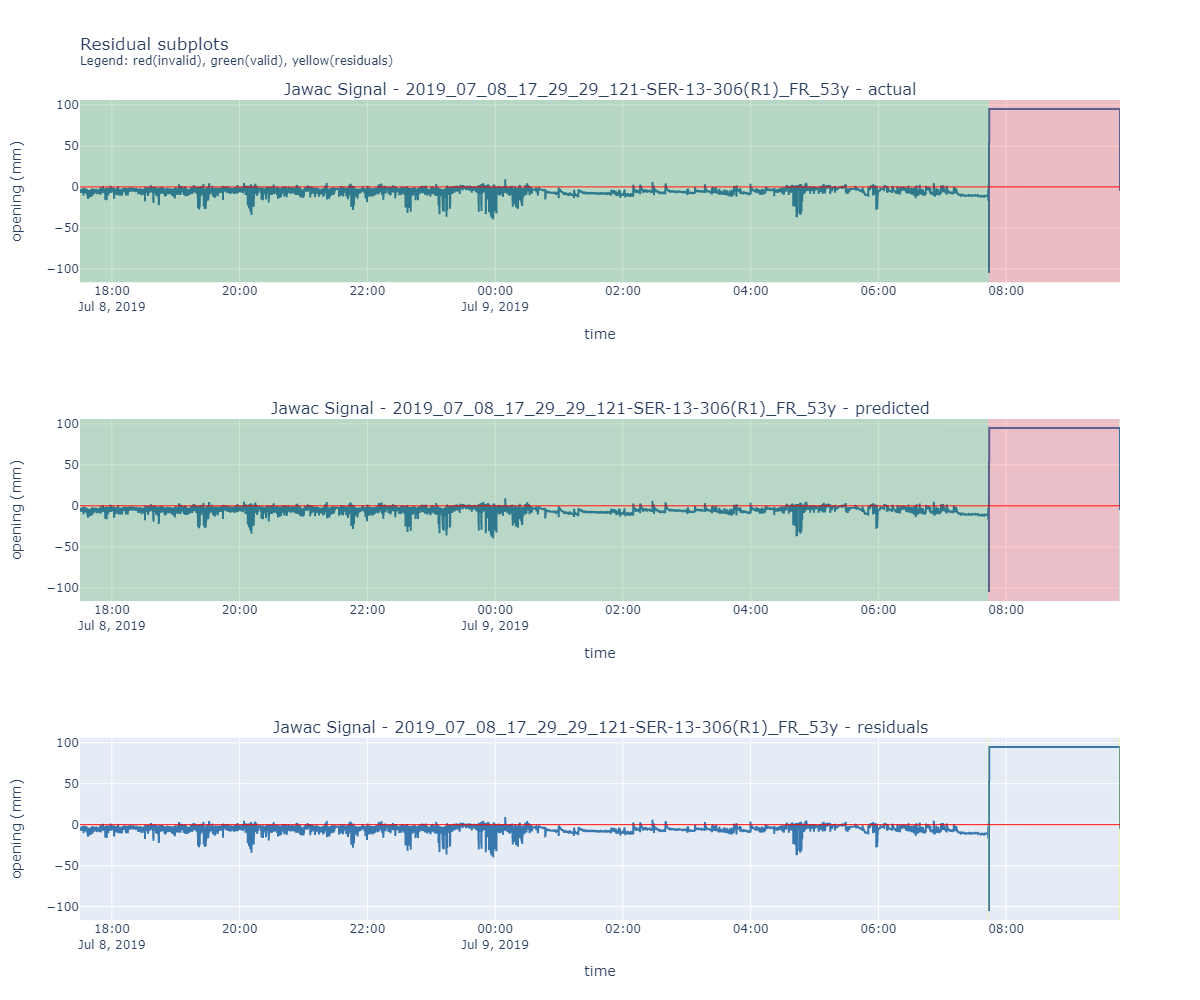 Residual subplots
Legend: red(invalid), green(valid), yellow(residuals)
Jawac Signal - 2019_07_08_17_29_29_121-SER-13-306(R1)_FR_53y - actual
100
50
0
−50
−100
opening (mm)
18:00 20:00 22:00 00:00 02:00 04:00 06:00 08:00
Jul 8, 2019 Jul 9, 2019
time
Jawac Signal - 2019_07_08_17_29_29_121-SER-13-306(R1)_FR_53y - predicted
100
50
0
−50
−100
opening (mm)
18:00 20:00 22:00 00:00 02:00 04:00 06:00 08:00
Jul 8, 2019 Jul 9, 2019
time
Jawac Signal - 2019_07_08_17_29_29_121-SER-13-306(R1)_FR_53y - residuals
100
50
0
−50
−100
opening (mm)
18:00 20:00 22:00 00:00 02:00 04:00 06:00 08:00
Jul 8, 2019 Jul 9, 2019
time